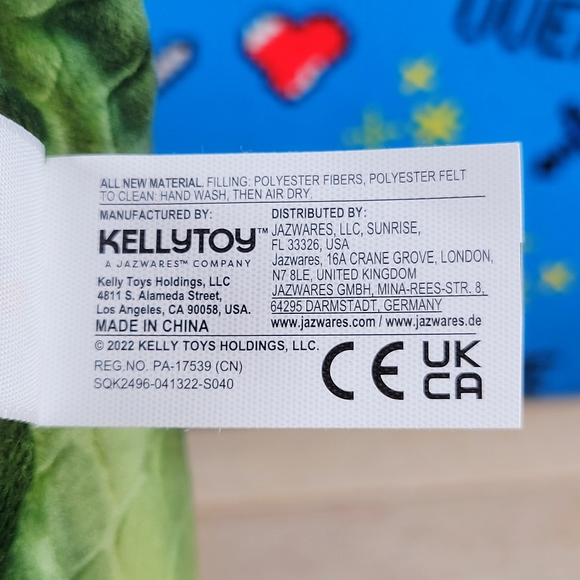 ALL NEW MATERIAL. FILLING: POLYESTER FIBERS, POLYESTER FELT
TO CLEAN: HAND WASH, THEN AIR DRY.
MANUFACTURED BY:
KELLYTOY™
A JAZWARES™ COMPANY
Kelly Toys Holdings, LLC
4811 S. Alameda Street,
Los Angeles, CA 90058, USA.
MADE IN CHINA
DISTRIBUTED BY:
JAZWARES, LLC, SUNRISE,
FL 33326, USA
Jazwares, 16A CRANE GROVE, LONDON,
N7 8LE, UNITED KINGDOM
JAZWARES GMBH, MINA-REES-STR. 8,
64295 DARMSTADT, GERMANY
www.jazwares.com / www.jazwares.de
© 2022 KELLY TOYS HOLDINGS, LLC.
REG.NO. PA-17539 (CN)
SQK2496-041322-S040
CE
UK
CA